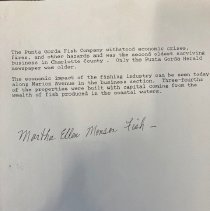 The Punta Gorda Fish Company withstood economic crises,
fires, and other hazards and was the second oldest surviving
business in Charlotte County . Only the Punta Gorda Herald
newspaper was older.
The economic impact of the fishing industry can be seen today
along Marion Avenue in the business section. Three-fourths
of the properties were built with capital coming from the
wealth of fish produced in the coastal waters.
Martha Ellen Monson Fish -